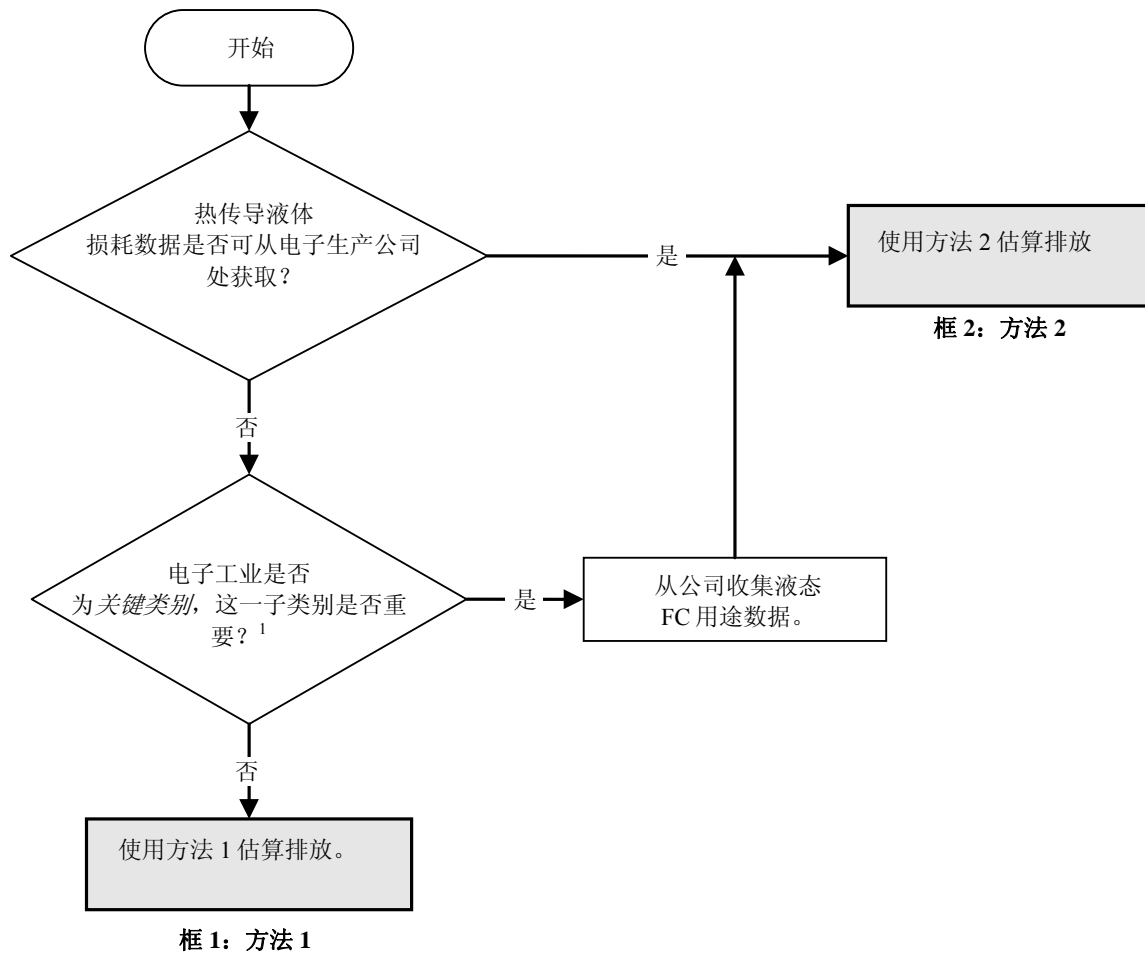 开始
热传导液体
损耗数据是否可从电子生产公司
处获取？
是
使用方法 2 估算排放
框 2：方法 2
否
电子工业是否
为关键类别，这一子类别是否重
要？1
是
从公司收集液态
FC 用途数据。
否
使用方法 1 估算排放。
框 1：方法 1